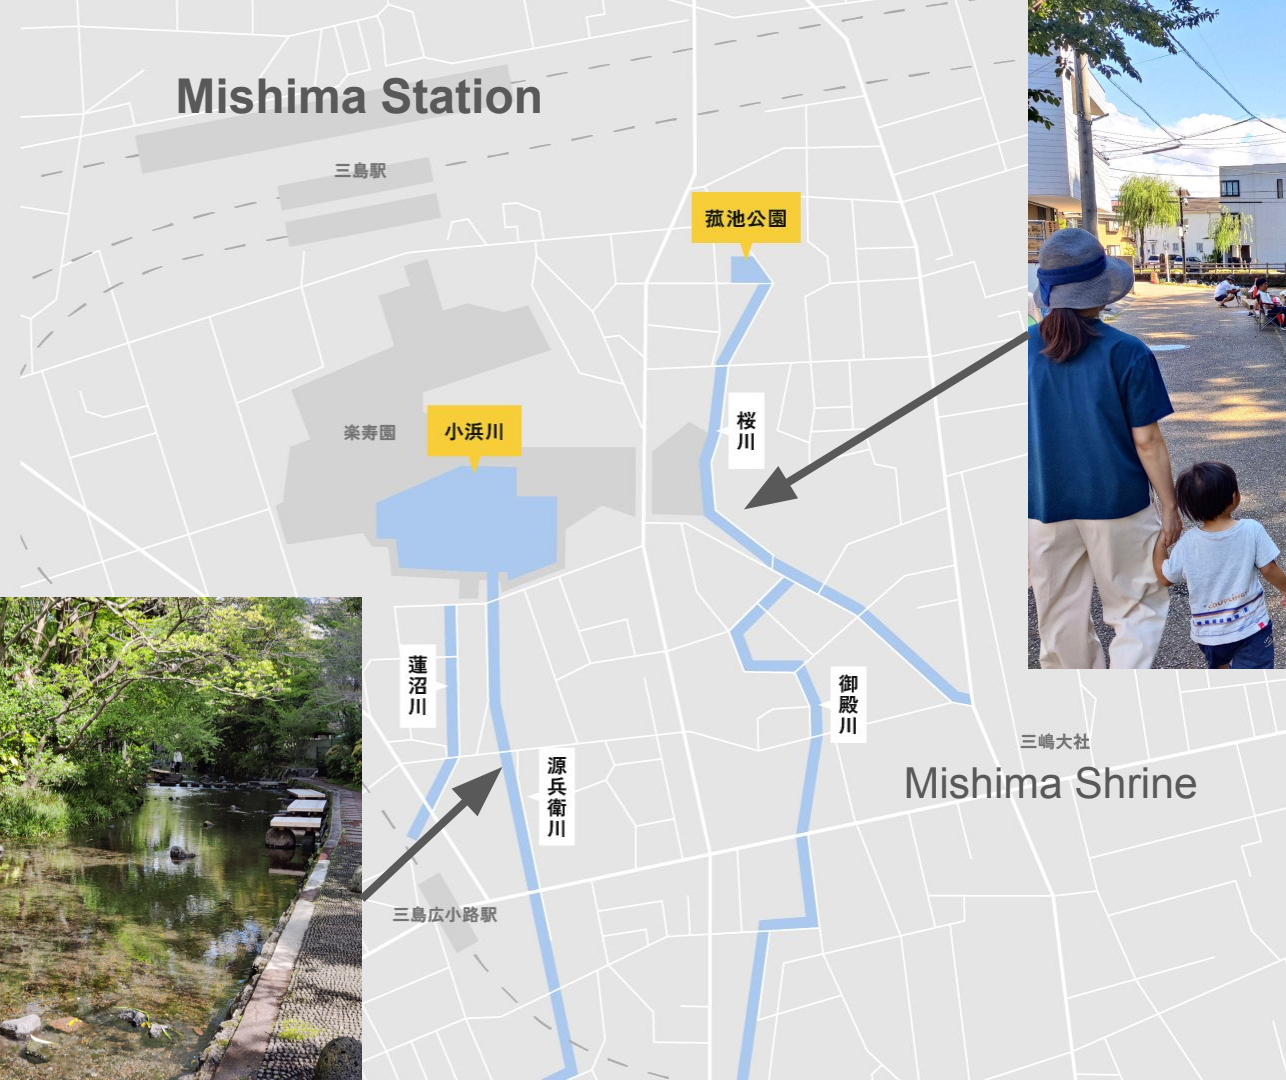 Mishima Station
三島駅
菰池公園
桜川
楽寿園
小浜川
蓮沼川
御殿川
源兵衛川
三嶋大社
Mishima Shrine
三島広小路駅